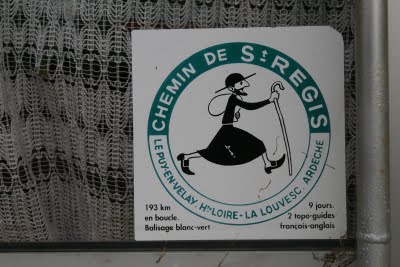 CHEMIN DE St REGIS
LE PUY-EN-VELAY, Hte LOIRE - LA LOUVESC, ARDECHE
193 km
en boucle.
Balisage blanc-vert
9 jours.
2 topo-guides
français-anglais